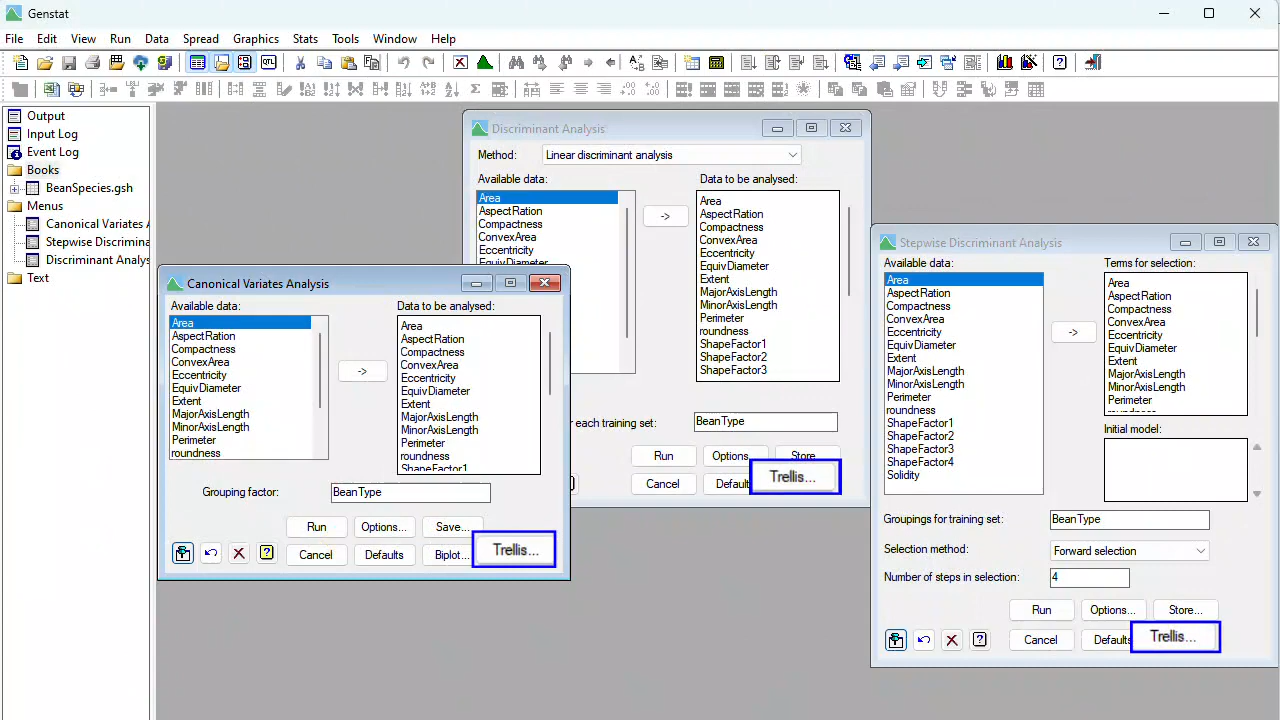 Genstat
File Edit View Run Data Spread Graphics Stats Tools Window Help
Output
Input Log
Event Log
Books
BeanSpecies.gsh
Menus
Canonical Variates A
Stepwise Discrimina
Discriminant Analys
Text
Discriminant Analysis
Method: Linear discriminant analysis
Available data: Data to be analysed:
Area
AspectRation
Compactness
ConvexArea
Eccentricity
EquivDiameter
->
Area
AspectRation
Compactness
ConvexArea
Eccentricity
EquivDiameter
Extent
MajorAxisLength
MinorAxisLength
Perimeter
roundness
ShapeFactor1
ShapeFactor2
ShapeFactor3
r each training set: BeanType
Run Options... Store...
Cancel Default
Trellis...
Canonical Variates Analysis
Available data: Data to be analysed:
Area
AspectRation
Compactness
ConvexArea
Eccentricity
EquivDiameter
Extent
MajorAxisLength
MinorAxisLength
Perimeter
roundness
->
Area
AspectRation
Compactness
ConvexArea
Eccentricity
EquivDiameter
Extent
MajorAxisLength
MinorAxisLength
Perimeter
roundness
ShapeFactor1
Grouping factor: BeanType
Run Options... Save...
Cancel Defaults Biplot...
Trellis...
Stepwise Discriminant Analysis
Available data: Terms for selection:
Area
AspectRation
Compactness
ConvexArea
Eccentricity
EquivDiameter
Extent
MajorAxisLength
MinorAxisLength
Perimeter
roundness
ShapeFactor1
ShapeFactor2
ShapeFactor3
ShapeFactor4
Solidity
->
Area
AspectRation
Compactness
ConvexArea
Eccentricity
EquivDiameter
Extent
MajorAxisLength
MinorAxisLength
Perimeter
roundness
Initial model:
Groupings for training set: BeanType
Selection method: Forward selection
Number of steps in selection: 4
Run Options... Store...
Cancel Defaults
Trellis...